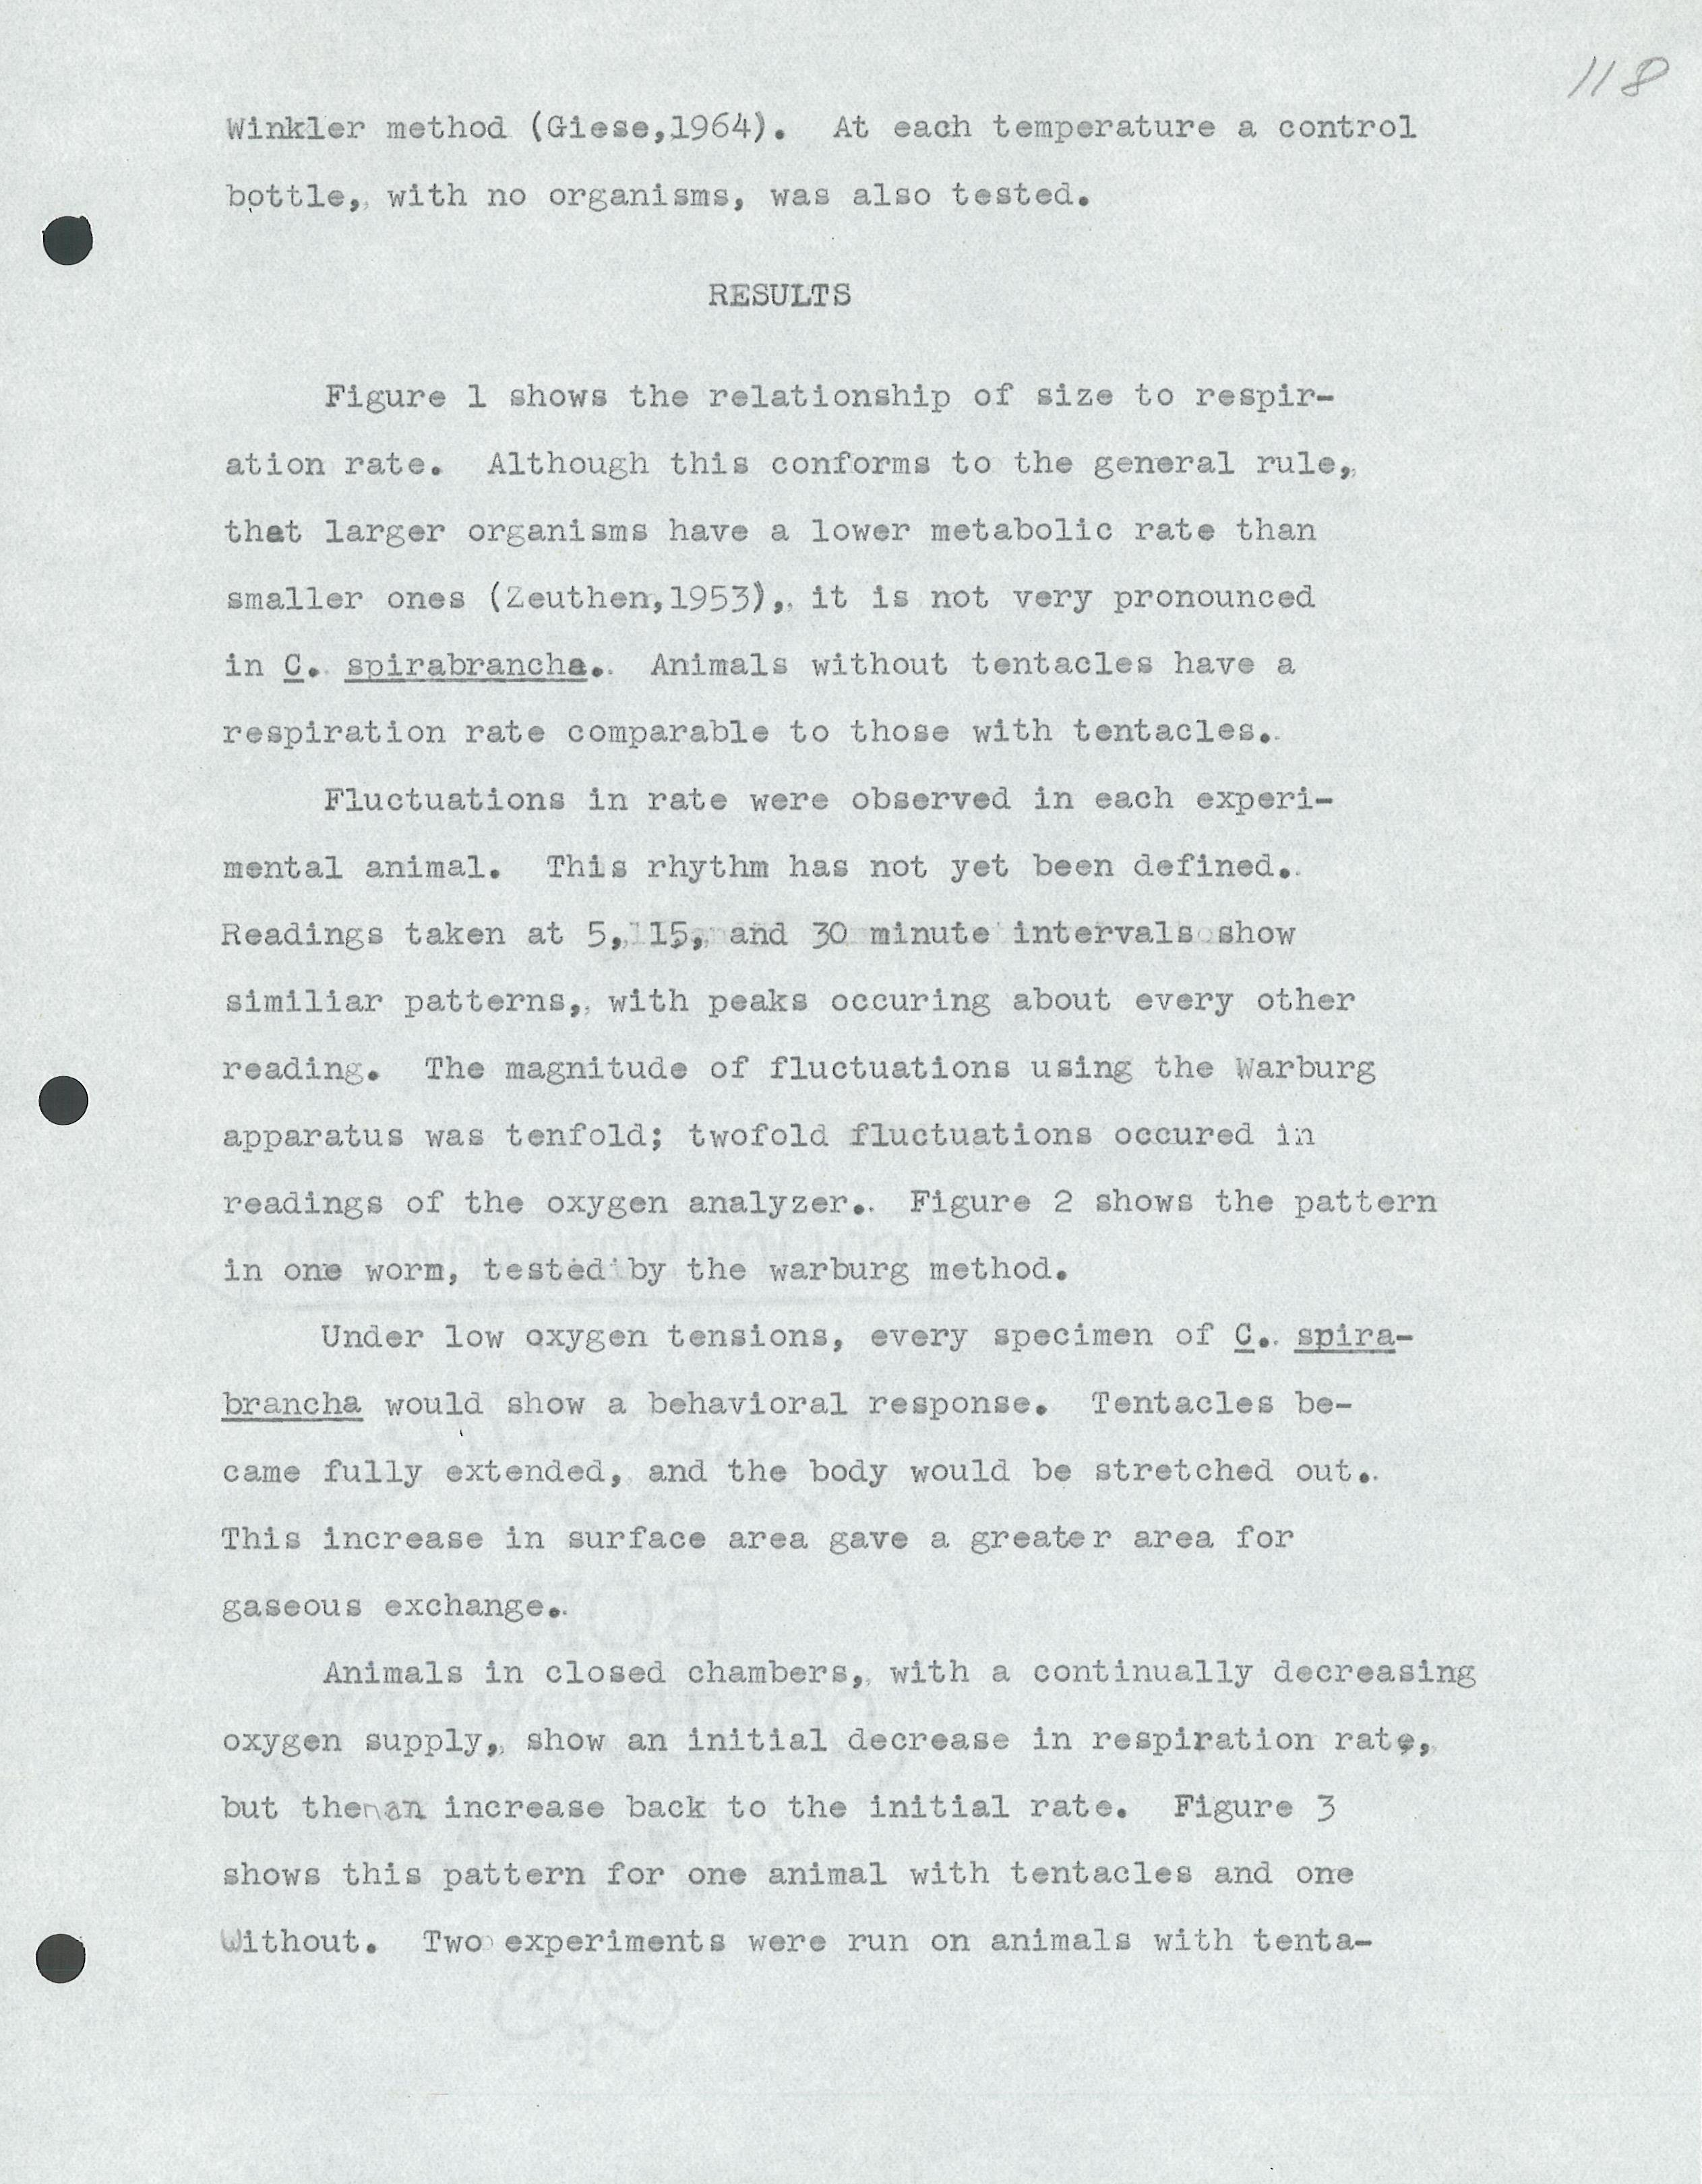 118
Winkler method (Giese,1964).  At each temperature a control
bottle, with no organisms, was also tested.
RESULTS
Figure 1 shows the relationship of size to respir-
ation rate.  Although this conforms to the general rule,
that larger organisms have a lower metabolic rate than
smaller ones (Zeuthen,1953), it is not very pronounced
in C. spirabrancha.  Animals without tentacles have a
respiration rate comparable to those with tentacles.
Fluctuations in rate were observed in each experi-
mental animal.  This rhythm has not yet been defined.
Readings taken at 5, 15, and 30 minute intervals show
similiar patterns, with peaks occuring about every other
reading.  The magnitude of fluctuations using the Warburg
apparatus was tenfold; twofold fluctuations occured in
readings of the oxygen analyzer.  Figure 2 shows the pattern
in one worm, tested by the warburg method.
Under low oxygen tensions, every specimen of C. spira-
brancha would show a behavioral response.  Tentacles be-
came fully extended, and the body would be stretched out.
This increase in surface area gave a greater area for
gaseous exchange.
Animals in closed chambers, with a continually decreasing
oxygen supply, show an initial decrease in respiration rate,
but then an increase back to the initial rate.  Figure 3
shows this pattern for one animal with tentacles and one
Without.  Two experiments were run on animals with tenta-